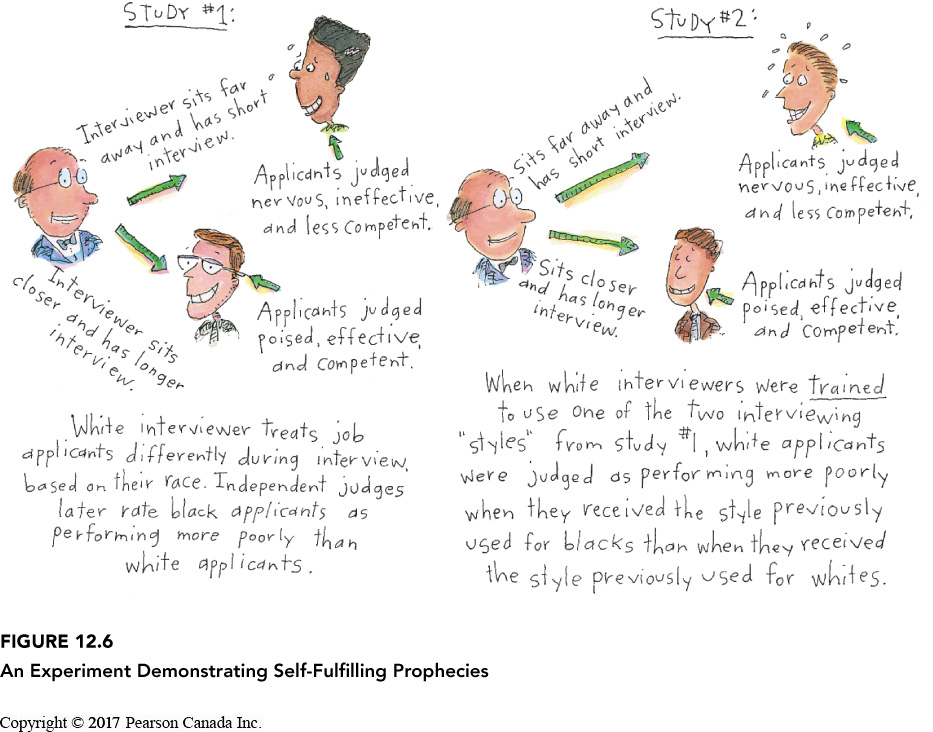 STUDY #1:
Interviewer sits far
away and has short
interview.
Applicants judged
nervous, ineffective,
and less competent.
Interviewer sits
closer and has longer
interview.
Applicants judged
poised, effective,
and competent.
White interviewer treats job
applicants differently during interview,
based on their race. Independent judges
later rate black applicants as
performing more poorly than
white applicants.
STUDY #2:
Sits far away and
has short interview.
Applicants judged
nervous, ineffective,
and less competent.
Sits closer
and has longer
interview.
Applicants judged
poised, effective,
and competent.
When white interviewers were trained
to use one of the two interviewing
"styles" from study #1, white applicants
were judged as performing more poorly
when they received the style previously
used for blacks than when they received
the style previously used for whites.
FIGURE 12.6
An Experiment Demonstrating Self-Fulfilling Prophecies
Copyright © 2017 Pearson Canada Inc.